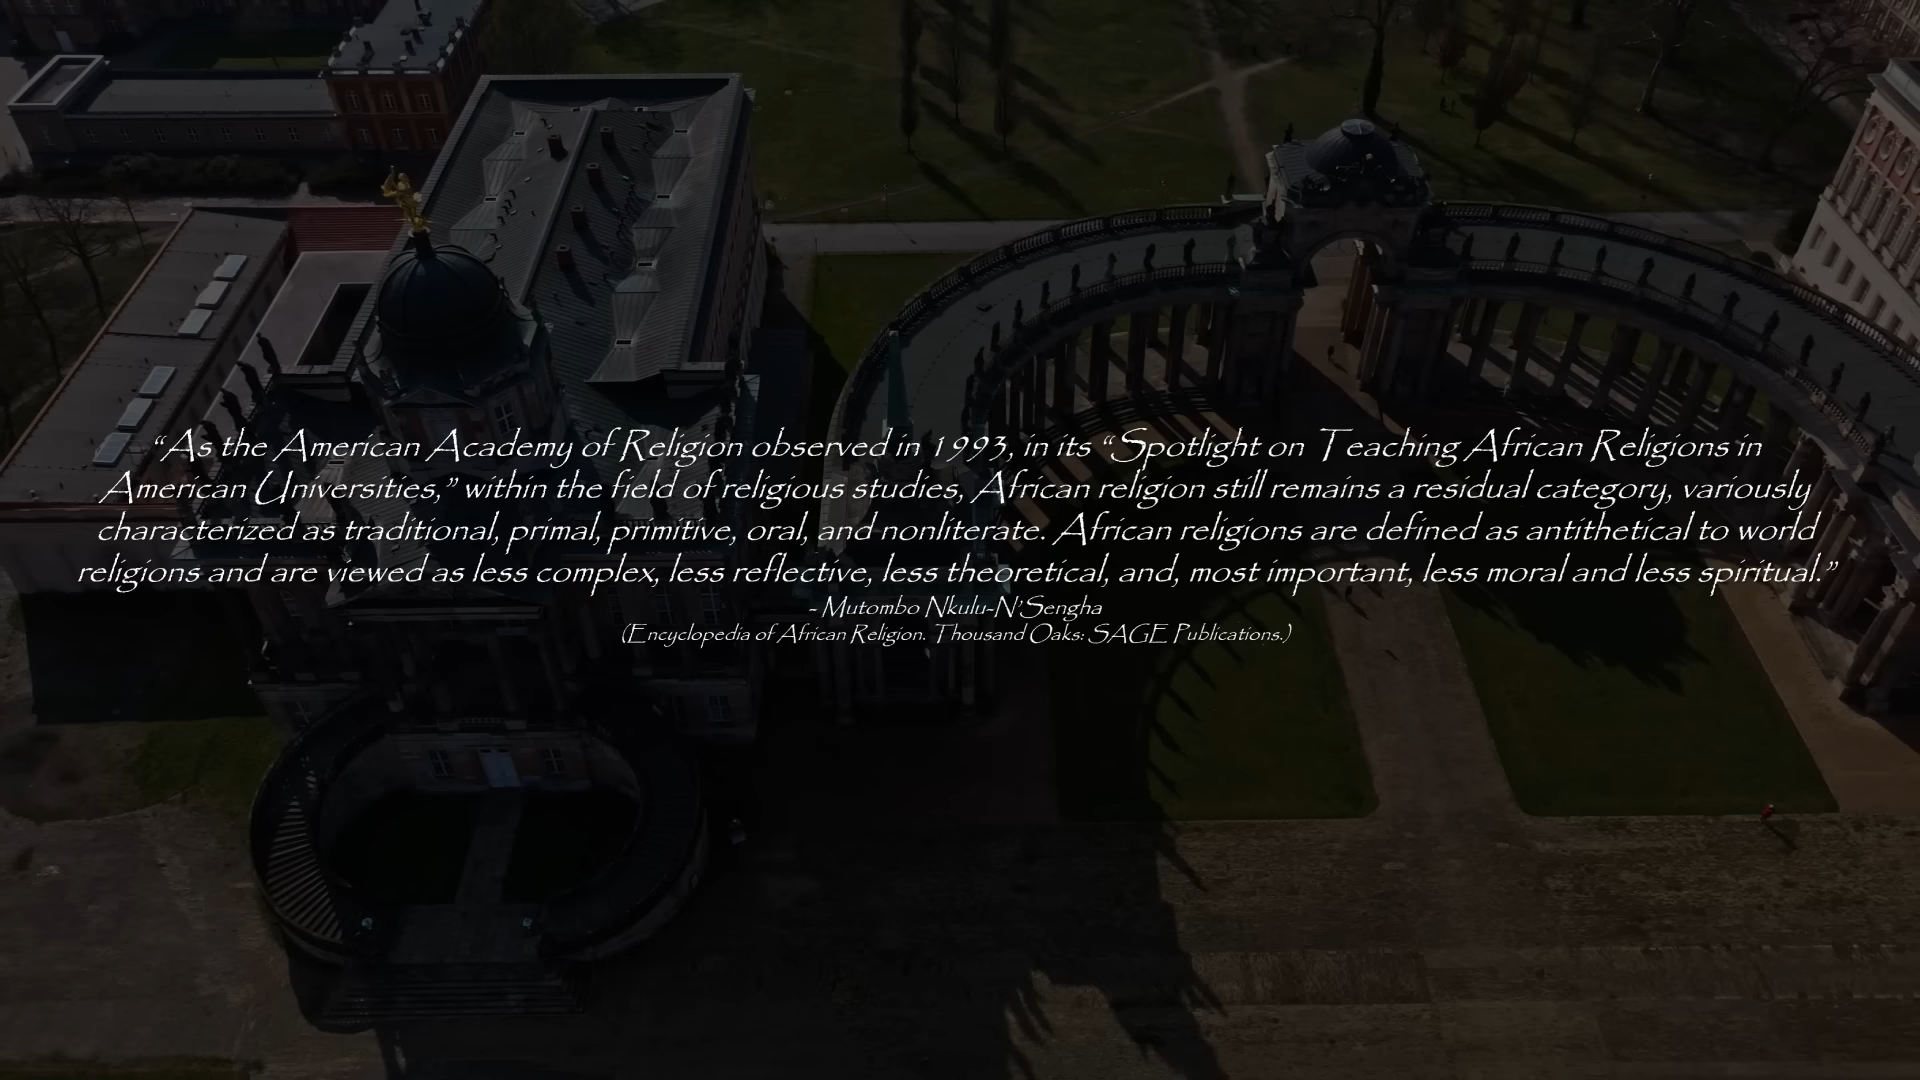 “As the American Academy of Religion observed in 1993, in its “Spotlight on Teaching African Religions in
American Universities,” within the field of religious studies, African religion still remains a residual category, variously
characterized as traditional, primal, primitive, oral, and nonliterate. African religions are defined as antithetical to world
religions and are viewed as less complex, less reflective, less theoretical, and, most important, less moral and less spiritual.”
- Mutombo Nkulu-N’Sengha
(Encyclopedia of African Religion. Thousand Oaks: SAGE Publications.)